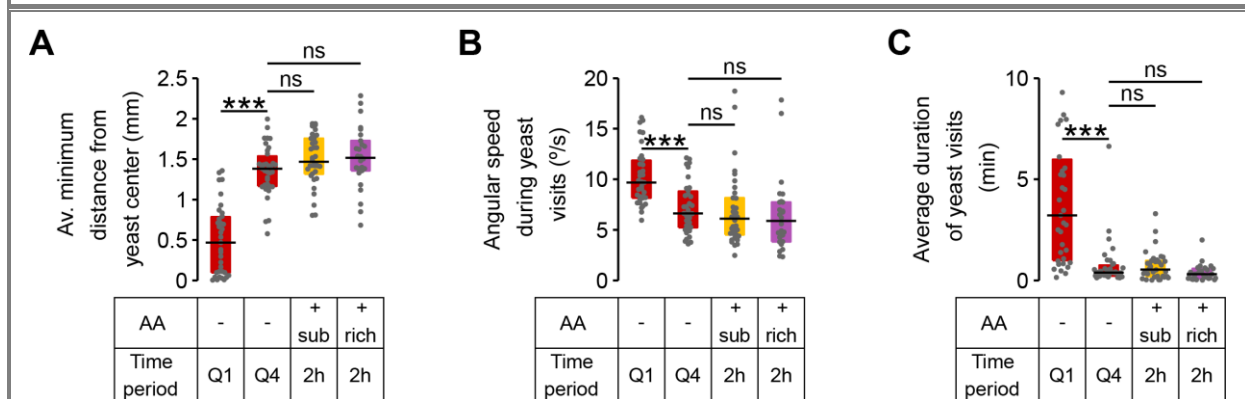 A
Av. minimum
distance from
yeast center (mm)
2.5
2
1.5
1
0.5
0
***
ns
ns
AA
-
-
+
sub
+
rich
Time
period
Q1
Q4
2h
2h
B
Angular speed
during yeast
visits (º/s)
20
15
10
5
0
***
ns
ns
AA
-
-
+
sub
+
rich
Time
period
Q1
Q4
2h
2h
C
Average duration
of yeast visits
(min)
10
5
0
***
ns
ns
AA
-
-
+
sub
+
rich
Time
period
Q1
Q4
2h
2h